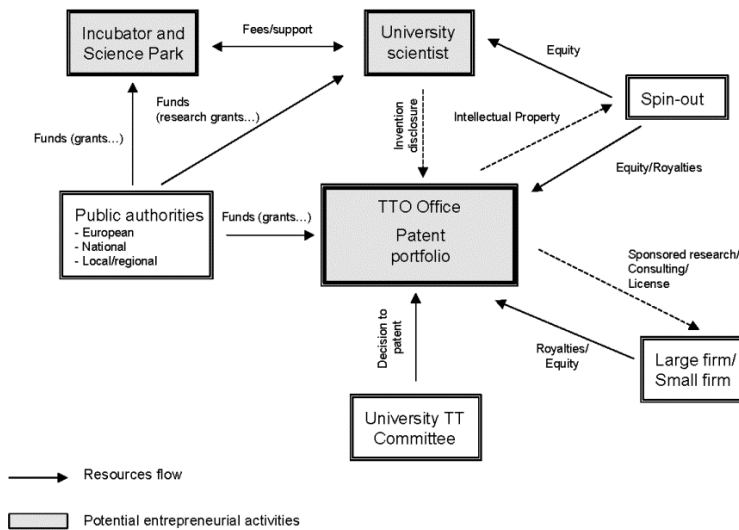 Incubator and
Science Park
Fees/support
University
scientist
Equity
Spin-out
Funds
(research grants...)
Funds (grants...)
Invention
disclosure
Intellectual Property
Equity/Royalties
Public authorities
- European
- National
- Local/regional
Funds (grants...)
TTO Office
Patent
portfolio
Sponsored research/
Consulting/
License
Decision to
patent
Royalties/
Equity
Large firm/
Small firm
University TT
Committee
Resources flow
Potential entrepreneurial activities